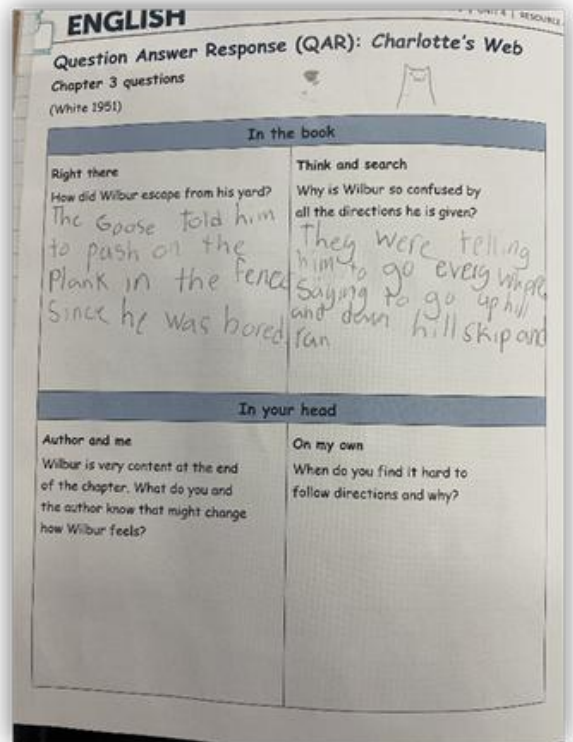 ENGLISH
UNIT 4 | RESOURCE
Question Answer Response (QAR): Charlotte's Web
Chapter 3 questions
(White 1951)
In the book
Right there
How did Wilbur escape from his yard?
The Goose told him
to push on the
Plank in the fence
Since he was bored
Think and search
Why is Wilbur so confused by
all the directions he is given?
They were telling
him to go every where
Saying to go up hill
and down hill skip and
ran
In your head
Author and me
Wilbur is very content at the end
of the chapter. What do you and
the author know that might change
how Wilbur feels?
On my own
When do you find it hard to
follow directions and why?